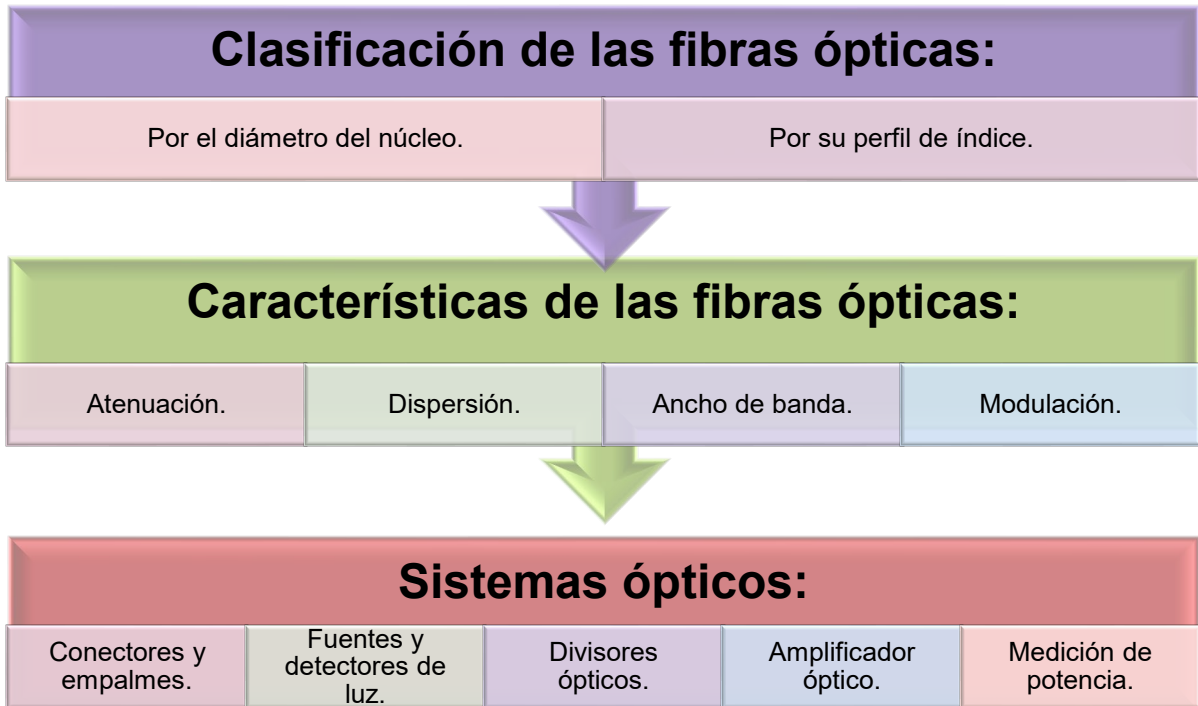 Clasificación de las fibras ópticas:
Por el diámetro del núcleo.
Por su perfil de índice.
Características de las fibras ópticas:
Atenuación.
Dispersión.
Ancho de banda.
Modulación.
Sistemas ópticos:
Conectores y
empalmes.
Fuentes y
detectores de
luz.
Divisores
ópticos.
Amplificador
óptico.
Medición de
potencia.